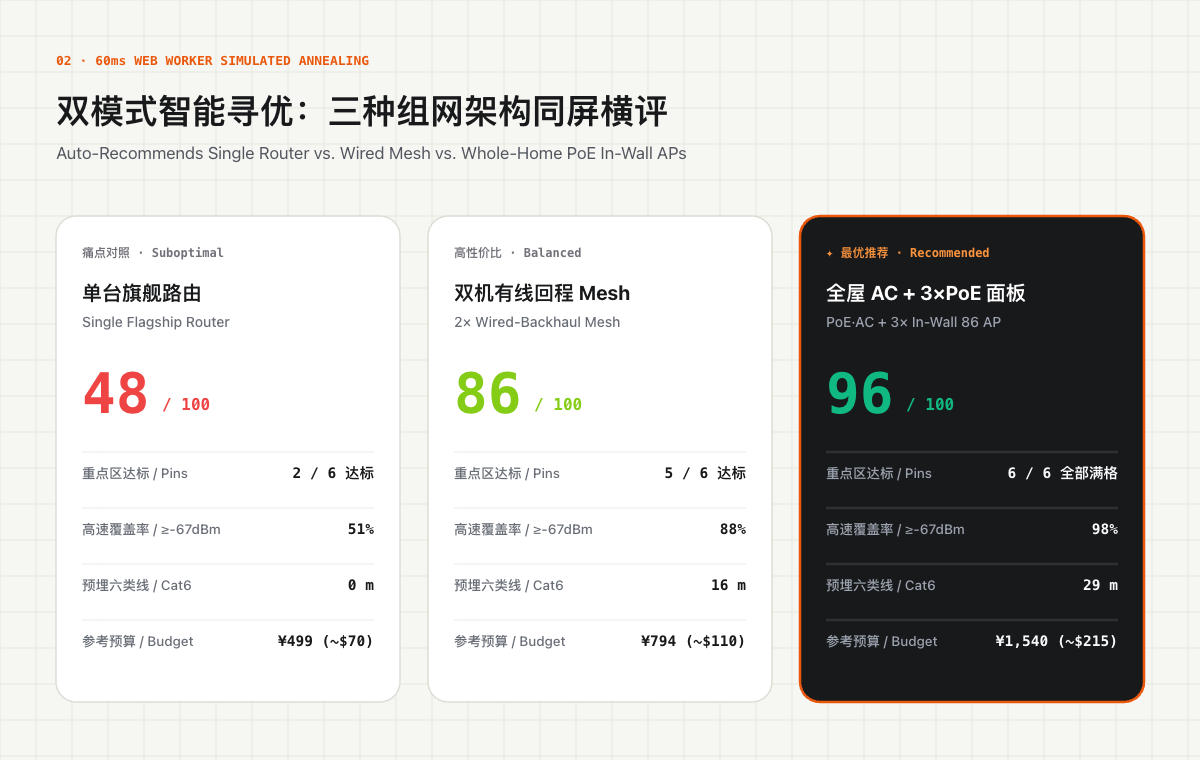 02 · 60ms WEB WORKER SIMULATED ANNEALING
双模式智能寻优：三种组网架构同屏横评
Auto-Recommends Single Router vs. Wired Mesh vs. Whole-Home PoE In-Wall APs
痛点对照 · Suboptimal
单台旗舰路由
Single Flagship Router
48 / 100
重点区达标 / Pins 2 / 6 达标
高速覆盖率 / ≥-67dBm 51%
预埋六类线 / Cat6 0 m
参考预算 / Budget ¥499 (~$70)
高性价比 · Balanced
双机有线回程 Mesh
2× Wired-Backhaul Mesh
86 / 100
重点区达标 / Pins 5 / 6 达标
高速覆盖率 / ≥-67dBm 88%
预埋六类线 / Cat6 16 m
参考预算 / Budget ¥794 (~$110)
✦ 最优推荐 · Recommended
全屋 AC + 3×PoE 面板
PoE·AC + 3× In-Wall 86 AP
96 / 100
重点区达标 / Pins 6 / 6 全部满格
高速覆盖率 / ≥-67dBm 98%
预埋六类线 / Cat6 29 m
参考预算 / Budget ¥1,540 (~$215)